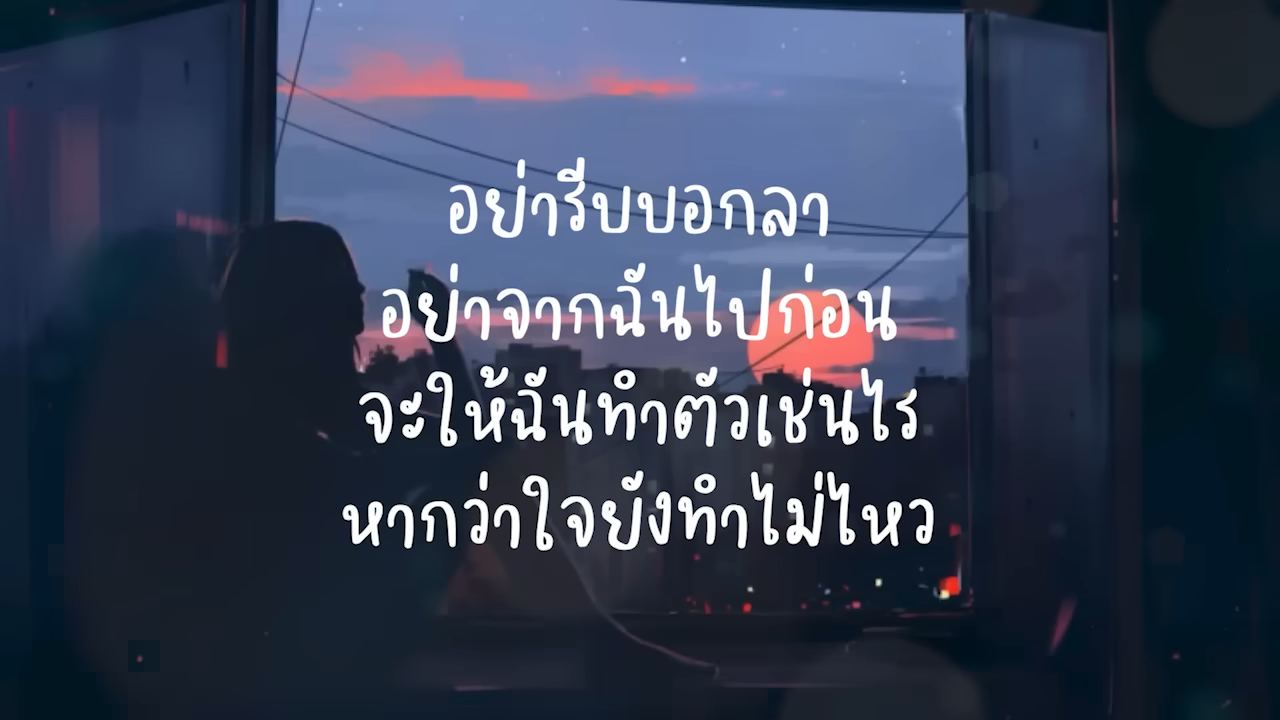 อย่ารีบบอกลา
อย่าจากฉันไปก่อน
จะให้ฉันทำตัวเช่นไร
หากว่าใจยังทำไม่ไหว